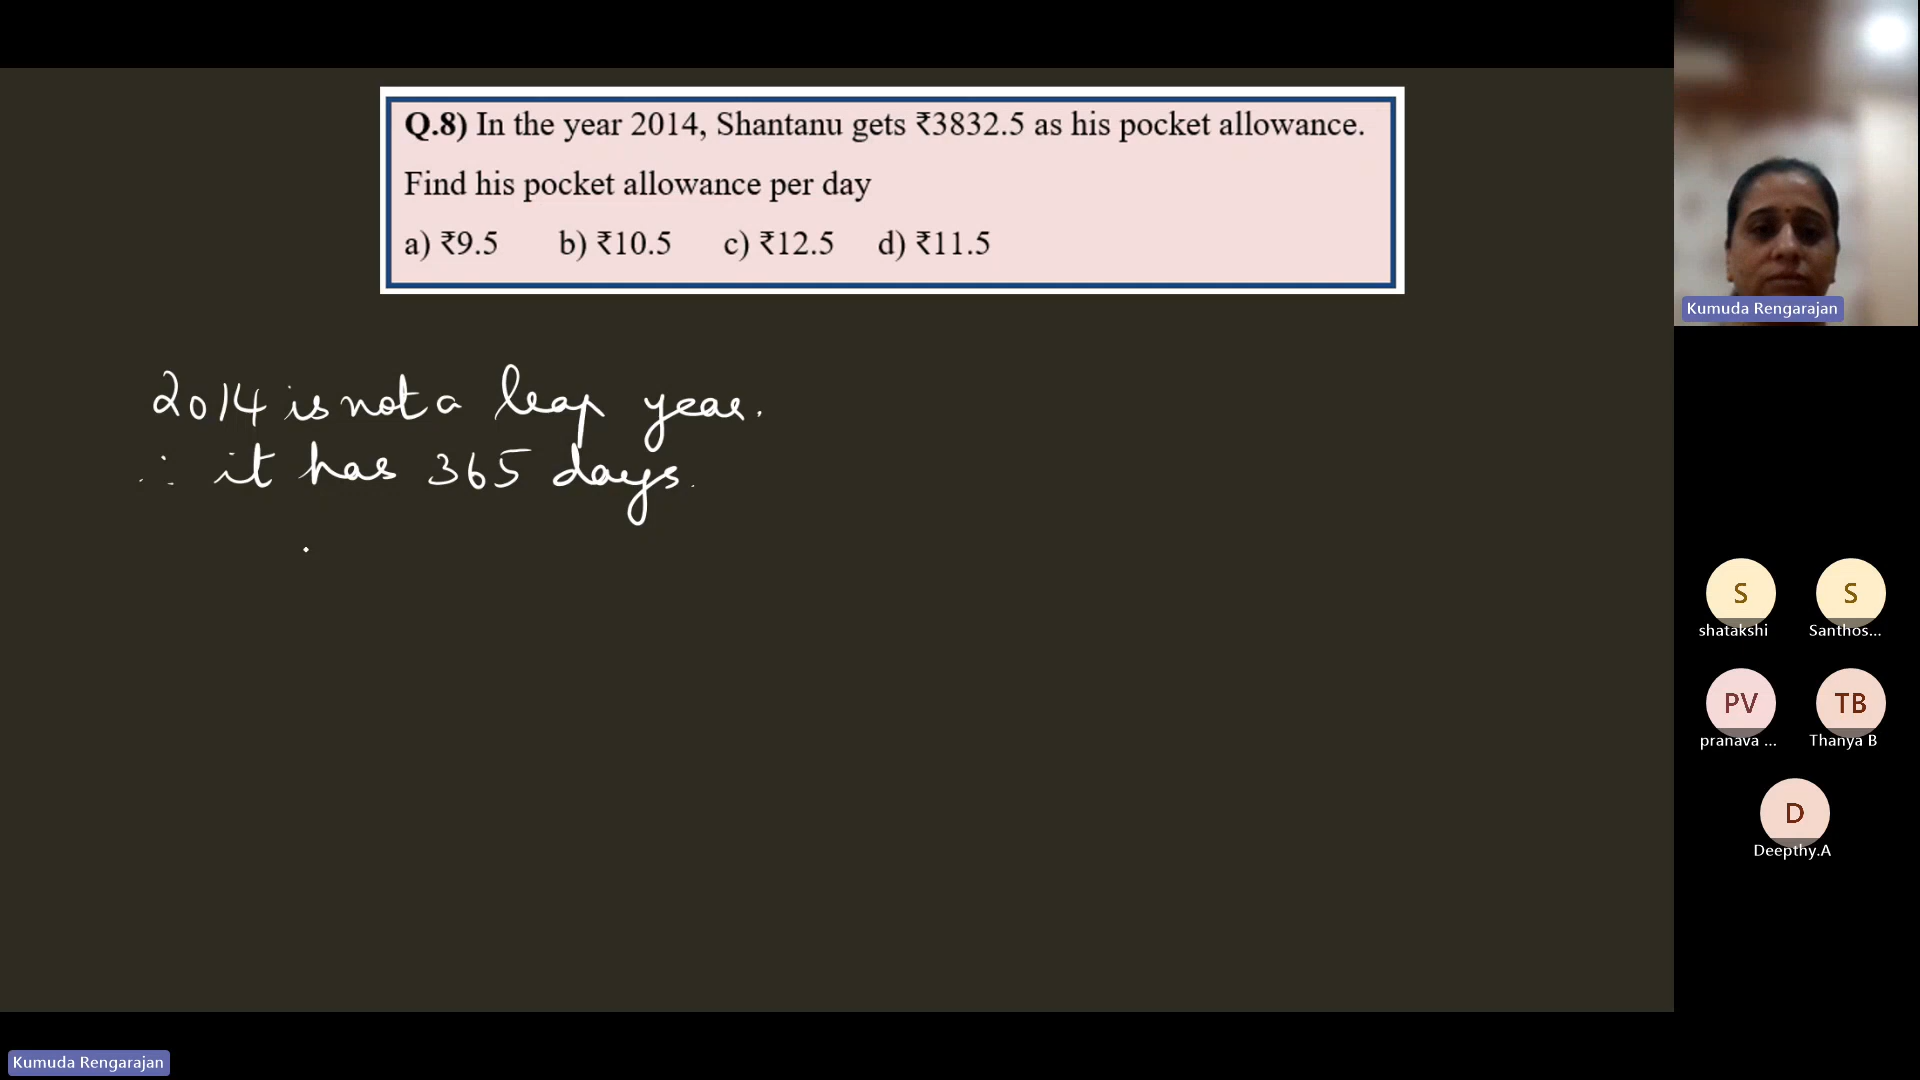 Q.8) In the year 2014, Shantanu gets ₹3832.5 as his pocket allowance.
Find his pocket allowance per day
a) ₹9.5 b) ₹10.5 c) ₹12.5 d) ₹11.5
2014 is not a leap year.
∴ it has 365 days.
Kumuda Rengarajan
S
shatakshi
S
Santhos...
PV
pranava ...
TB
Thanya B
D
Deepthy.A
Kumuda Rengarajan